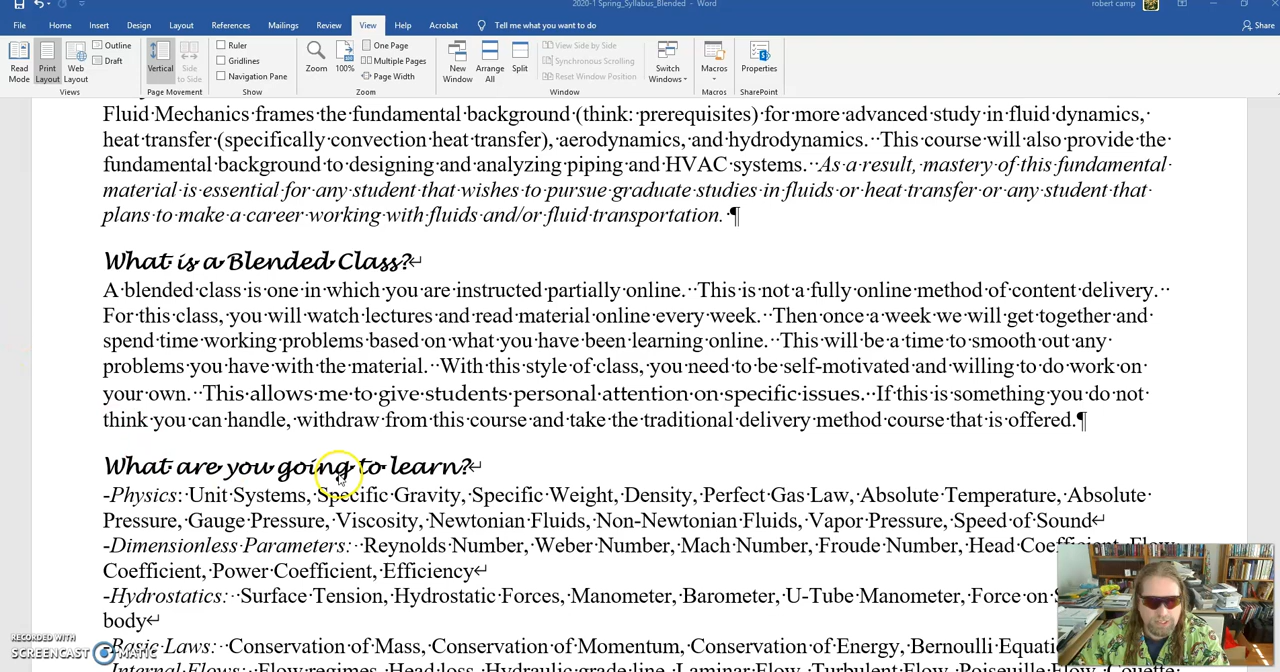 2020-1 Spring_Syllabus_Blended - Word
robert camp
File Home Insert Design Layout References Mailings Review View Help Acrobat Tell me what you want to do Share
Read Mode
Print Layout
Web Layout
Outline
Draft
Views
Vertical
Side to Side
Page Movement
Ruler
Gridlines
Navigation Pane
Show
Zoom
100%
One Page
Multiple Pages
Page Width
Zoom
New Window
Arrange All
Split
View Side by Side
Synchronous Scrolling
Reset Window Position
Window
Switch Windows
Macros
Macros
Properties
SharePoint
Fluid Mechanics frames the fundamental background (think: prerequisites) for more advanced study in fluid dynamics,
heat transfer (specifically convection heat transfer), aerodynamics, and hydrodynamics. This course will also provide the
fundamental background to designing and analyzing piping and HVAC systems. As a result, mastery of this fundamental
material is essential for any student that wishes to pursue graduate studies in fluids or heat transfer or any student that
plans to make a career working with fluids and/or fluid transportation. ¶
What is a Blended Class?
A blended class is one in which you are instructed partially online. This is not a fully online method of content delivery.
For this class, you will watch lectures and read material online every week. Then once a week we will get together and
spend time working problems based on what you have been learning online. This will be a time to smooth out any
problems you have with the material. With this style of class, you need to be self-motivated and willing to do work on
your own. This allows me to give students personal attention on specific issues. If this is something you do not
think you can handle, withdraw from this course and take the traditional delivery method course that is offered.¶
What are you going to learn?
-Physics: Unit Systems, Specific Gravity, Specific Weight, Density, Perfect Gas Law, Absolute Temperature, Absolute
Pressure, Gauge Pressure, Viscosity, Newtonian Fluids, Non-Newtonian Fluids, Vapor Pressure, Speed of Sound
-Dimensionless Parameters: Reynolds Number, Weber Number, Mach Number, Froude Number, Head Coefficient, Flow
Coefficient, Power Coefficient, Efficiency
-Hydrostatics: Surface Tension, Hydrostatic Forces, Manometer, Barometer, U-Tube Manometer, Force on
body
-Basic Laws: Conservation of Mass, Conservation of Momentum, Conservation of Energy, Bernoulli
-Internal Flows: Flow regimes, Head loss, Hydraulic grade line, Laminar Flow, Turbulent Flow, Poiseuille Flow, Couette
RECORDED WITH
SCREENCAST MATIC